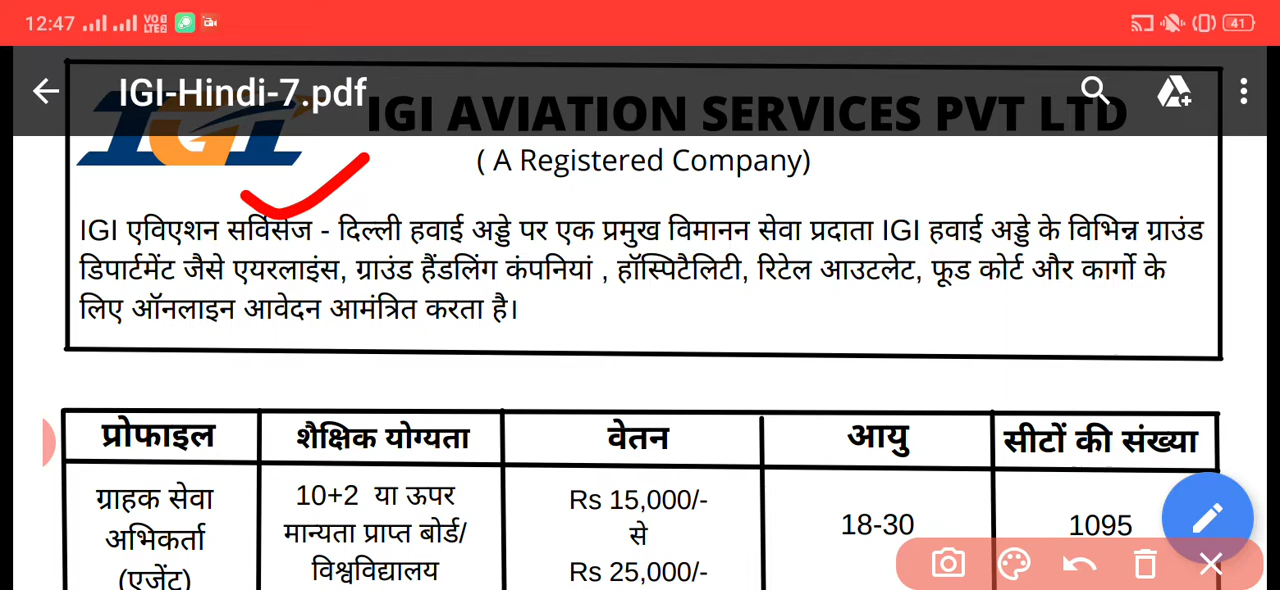 12:47 VO LTE 41
IGI-Hindi-7.pdf
IGI IGI AVIATION SERVICES PVT LTD
( A Registered Company)
IGI एविएशन सर्विसेज - दिल्ली हवाई अड्डे पर एक प्रमुख विमानन सेवा प्रदाता IGI हवाई अड्डे के विभिन्न ग्राउंड
डिपार्टमेंट जैसे एयरलाइंस, ग्राउंड हैंडलिंग कंपनियां , हॉस्पिटैलिटी, रिटेल आउटलेट, फूड कोर्ट और कार्गो के
लिए ऑनलाइन आवेदन आमंत्रित करता है।
प्रोफाइल शैक्षिक योग्यता वेतन आयु सीटों की संख्या
ग्राहक सेवा 10+2 या ऊपर Rs 15,000/-
अभिकर्ता मान्यता प्राप्त बोर्ड/ से 18-30 1095
(एजेंट) विश्वविद्यालय Rs 25,000/-